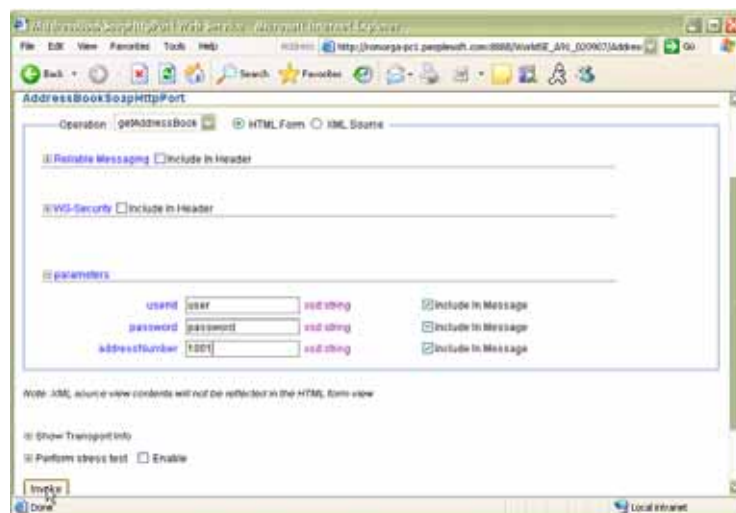 AddressBookSoapHttpPort Web Service - Microsoft Internet Explorer
File Edit View Favorites Tools Help Address
Go
Back Search Favorites
AddressBookSoapHttpPort
Operation getAddressBook HTML Form XML Source
Reliable Messaging Include In Header
WS-Security Include In Header
parameters
userId user xsd:string Include In Message
password password xsd:string Include In Message
addressNumber 1001 xsd:string Include In Message
Note: XML source view contents will not be reflected in the HTML form view
Show Transport Info
Perform stress test Enable
Invoke
Done Local intranet